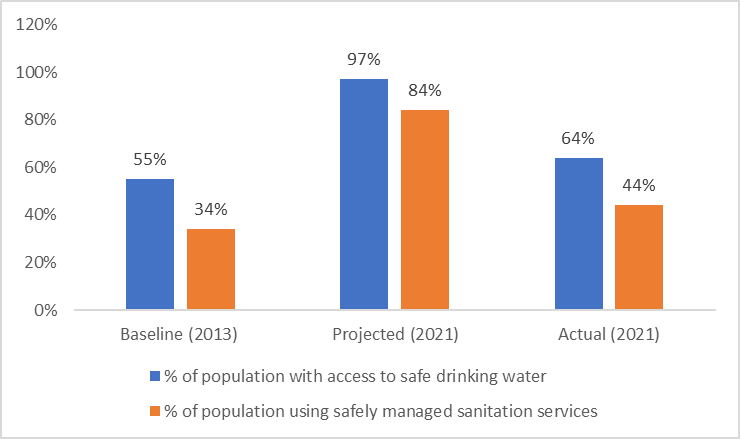 120%
100%
80%
60%
40%
20%
0%
55%
34%
97%
84%
64%
44%
Baseline (2013)
Projected (2021)
Actual (2021)
% of population with access to safe drinking water
% of population using safely managed sanitation services